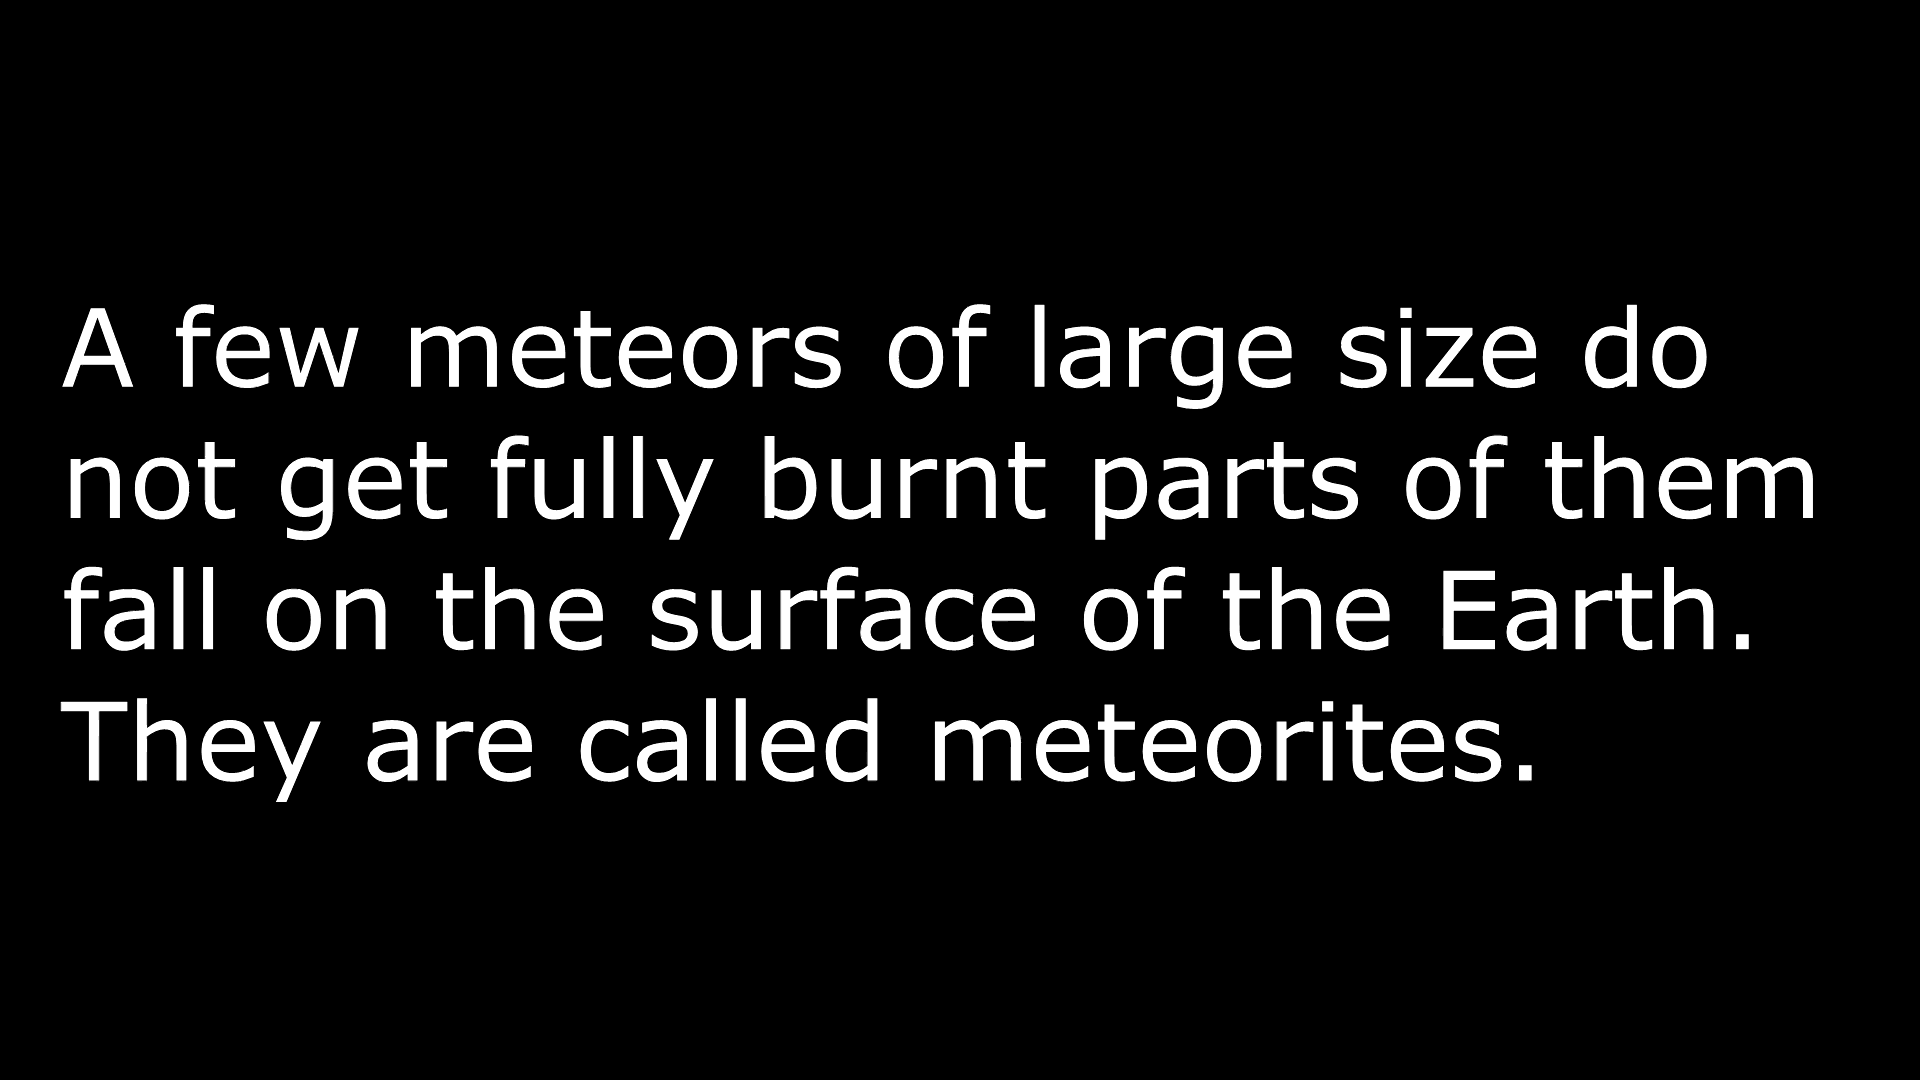 A few meteors of large size do
not get fully burnt parts of them
fall on the surface of the Earth.
They are called meteorites.